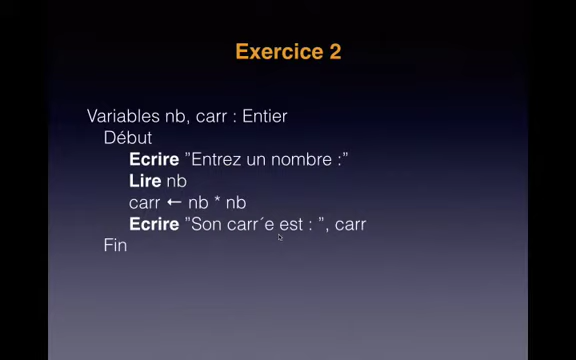 Exercice 2
Variables nb, carr : Entier
Début
Ecrire ”Entrez un nombre :”
Lire nb
carr ← nb * nb
Ecrire ”Son carr´e est : ”, carr
Fin